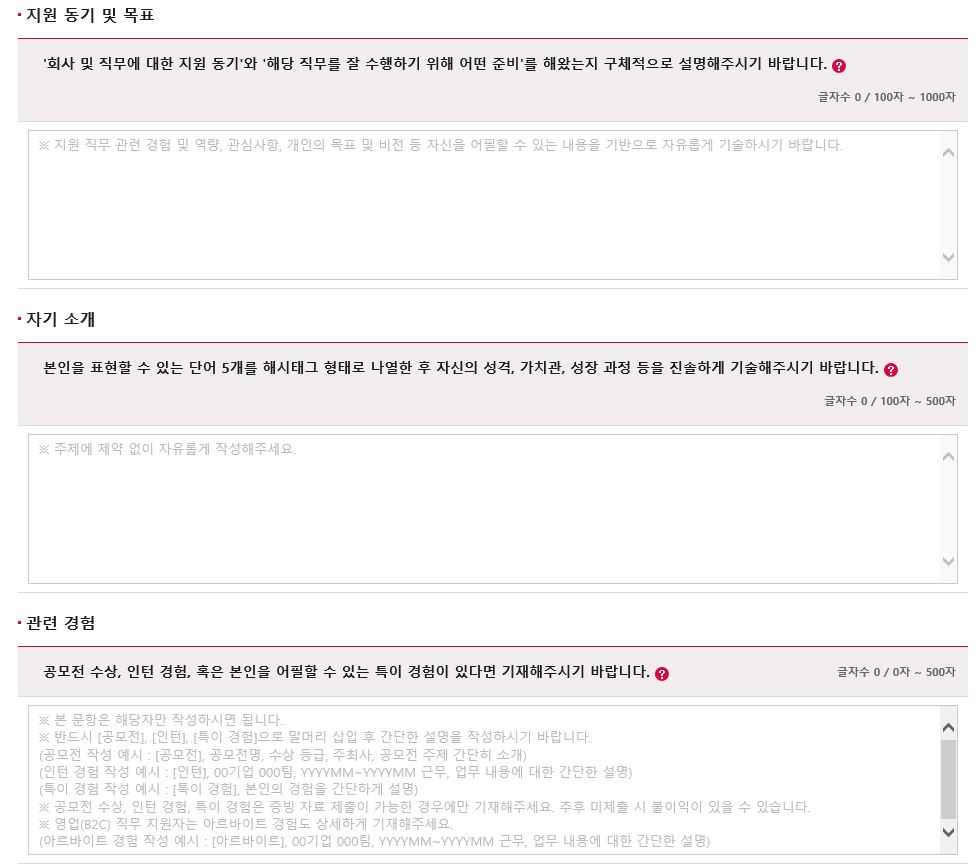 · 지원 동기 및 목표
'회사 및 직무에 대한 지원 동기'와 '해당 직무를 잘 수행하기 위해 어떤 준비'를 해왔는지 구체적으로 설명해주시기 바랍니다. ?
글자수 0 / 100자 ~ 1000자
※ 지원 직무 관련 경험 및 역량, 관심사항, 개인의 목표 및 비전 등 자신을 어필할 수 있는 내용을 기반으로 자유롭게 기술하시기 바랍니다.
· 자기 소개
본인을 표현할 수 있는 단어 5개를 해시태그 형태로 나열한 후 자신의 성격, 가치관, 성장 과정 등을 진솔하게 기술해주시기 바랍니다. ?
글자수 0 / 100자 ~ 500자
※ 주제에 제약 없이 자유롭게 작성해주세요.
· 관련 경험
공모전 수상, 인턴 경험, 혹은 본인을 어필할 수 있는 특이 경험이 있다면 기재해주시기 바랍니다. ? 글자수 0 / 0자 ~ 500자
※ 본 문항은 해당자만 작성하시면 됩니다.
※ 반드시 [공모전], [인턴], [특이 경험]으로 말머리 삽입 후 간단한 설명을 작성하시기 바랍니다.
(공모전 작성 예시 : [공모전], 공모전명, 수상 등급, 주최사, 공모전 주제 간단히 소개)
(인턴 경험 작성 예시 : [인턴], 00기업 000팀, YYYYMM~YYYYMM 근무, 업무 내용에 대한 간단한 설명)
(특이 경험 작성 예시 : [특이 경험], 본인의 경험을 간단하게 설명)
※ 공모전 수상, 인턴 경험, 특이 경험은 증빙 자료 제출이 가능한 경우에만 기재해주세요. 추후 미제출 시 불이익이 있을 수 있습니다.
※ 영업(B2C) 직무 지원자는 아르바이트 경험도 상세하게 기재해주세요.
(아르바이트 경험 작성 예시 : [아르바이트], 00기업 000팀, YYYYMM~YYYYMM 근무, 업무 내용에 대한 간단한 설명)